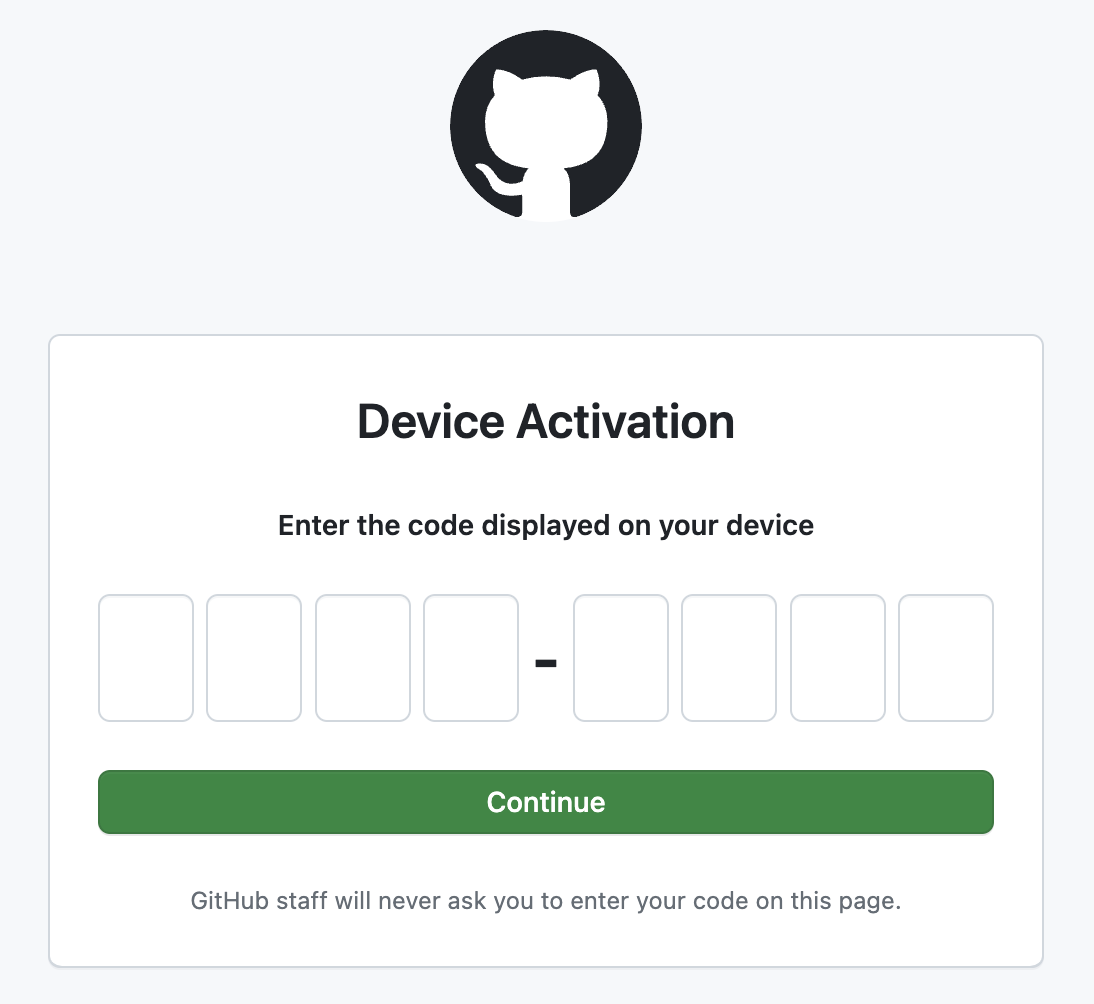 Device Activation
Enter the code displayed on your device
-
Continue
GitHub staff will never ask you to enter your code on this page.